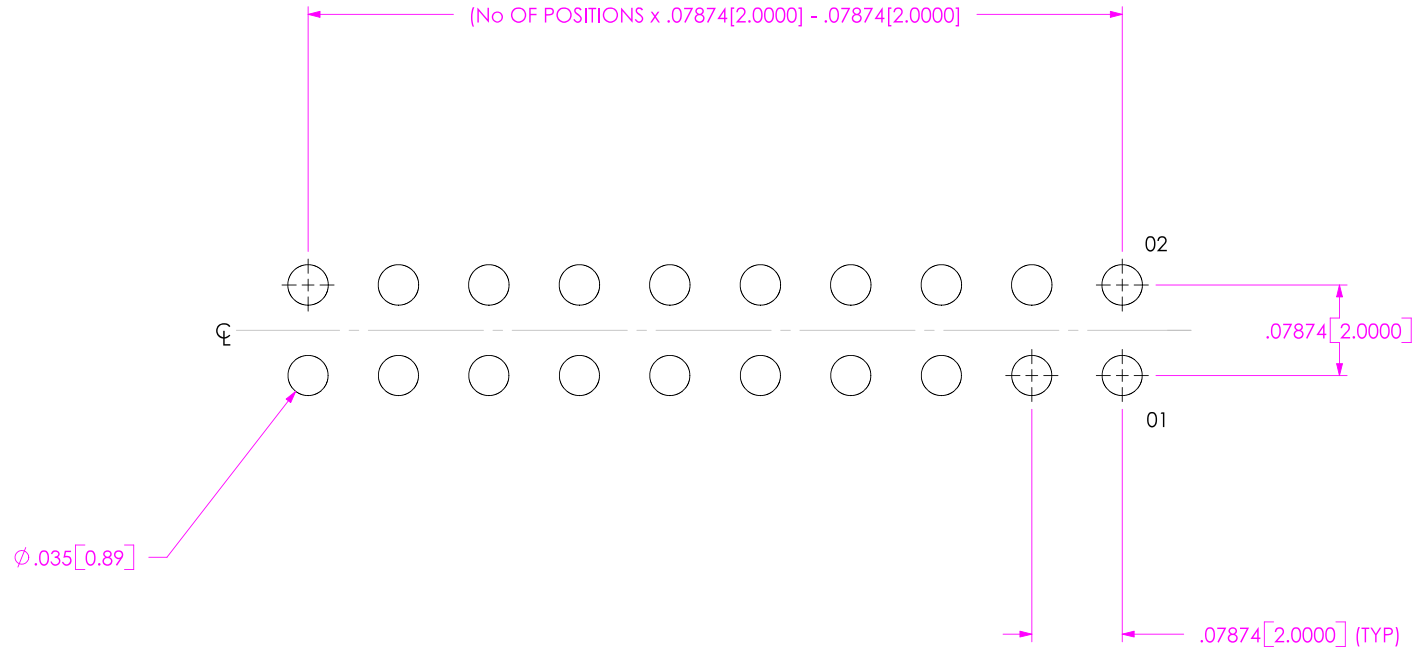 (No OF POSITIONS x .07874[2.0000] - .07874[2.0000]
02
℄
.07874[2.0000]
01
∅.035[0.89]
.07874[2.0000] (TYP)